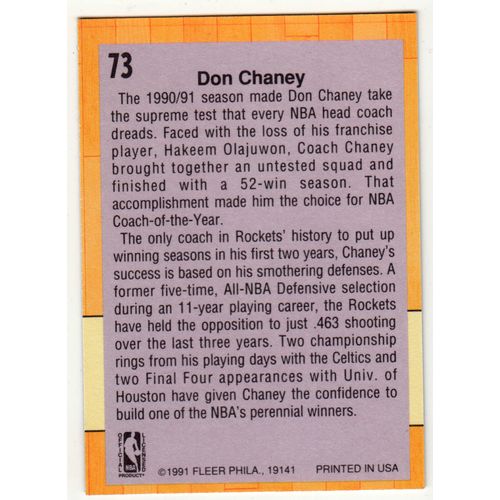 73
Don Chaney
The 1990/91 season made Don Chaney take
the supreme test that every NBA head coach
dreads. Faced with the loss of his franchise
player, Hakeem Olajuwon, Coach Chaney
brought together an untested squad and
finished with a 52-win season. That
accomplishment made him the choice for NBA
Coach-of-the-Year.
The only coach in Rockets' history to put up
winning seasons in his first two years, Chaney's
success is based on his smothering defenses. A
former five-time, All-NBA Defensive selection
during an 11-year playing career, the Rockets
have held the opposition to just .463 shooting
over the last three years. Two championship
rings from his playing days with the Celtics and
two Final Four appearances with Univ. of
Houston have given Chaney the confidence to
build one of the NBA's perennial winners.
OFFICIAL LICENSED
NBA
PRODUCT
©1991 FLEER PHILA., 19141 PRINTED IN USA